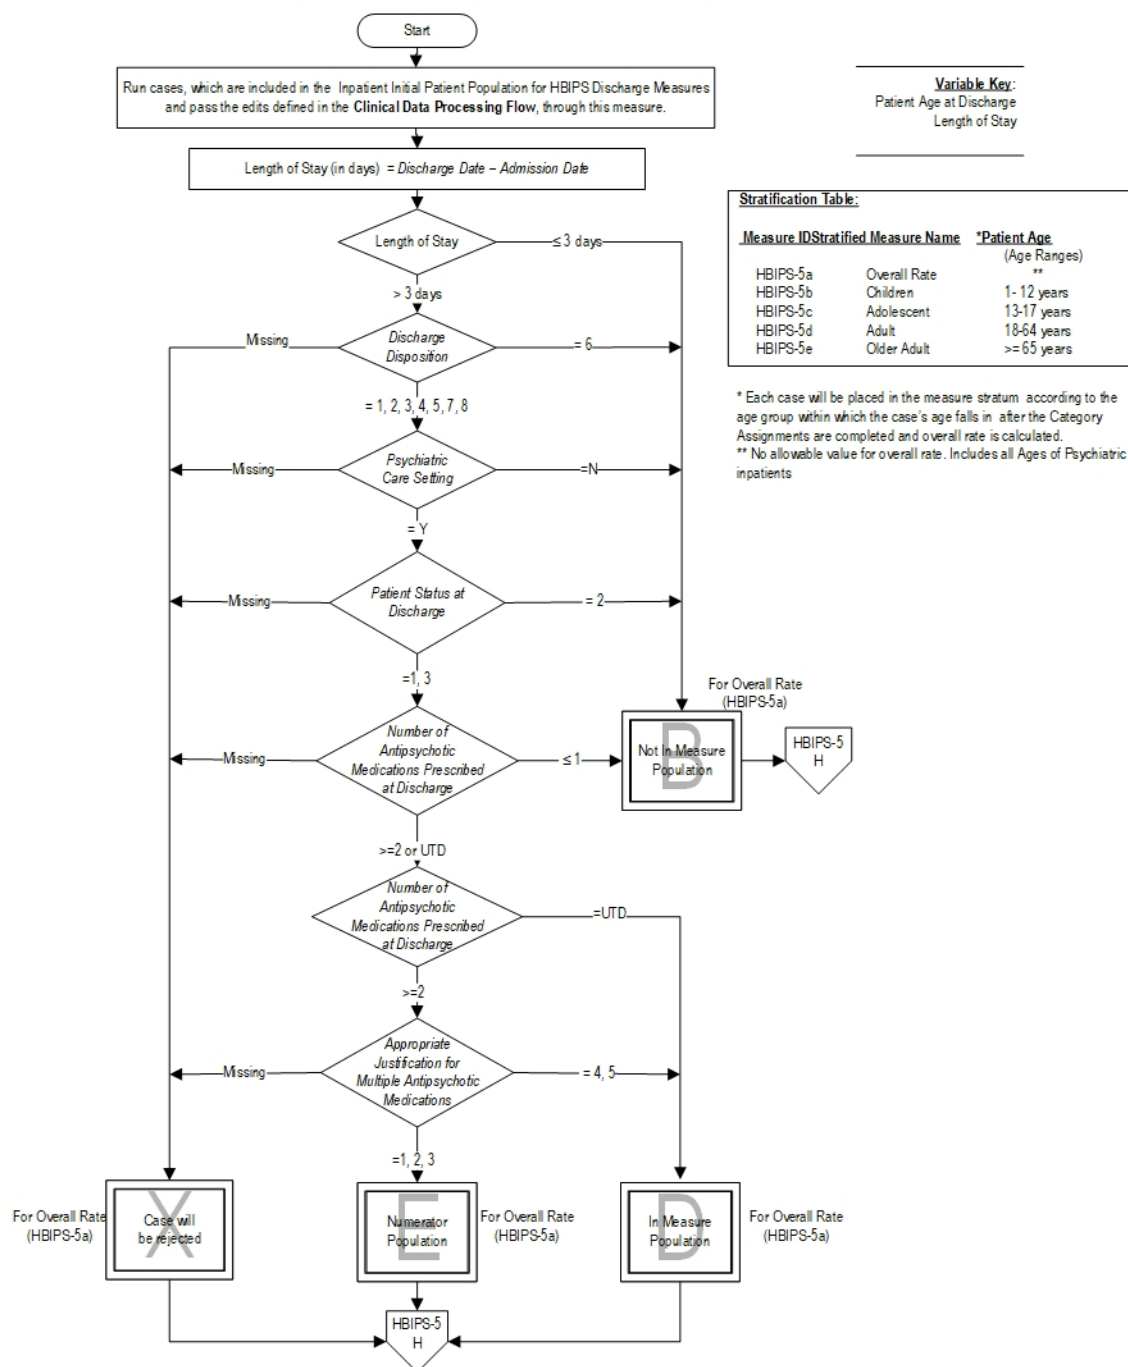 Start
Run cases, which are included in the Inpatient Initial Patient Population for HBIPS Discharge Measures
and pass the edits defined in the Clinical Data Processing Flow, through this measure.
Variable Key:
Patient Age at Discharge
Length of Stay
Length of Stay (in days) = Discharge Date – Admission Date
Stratification Table:
Measure IDStratified Measure Name *Patient Age
(Age Ranges)
HBIPS-5a Overall Rate **
HBIPS-5b Children 1- 12 years
HBIPS-5c Adolescent 13-17 years
HBIPS-5d Adult 18-64 years
HBIPS-5e Older Adult >= 65 years
* Each case will be placed in the measure stratum according to the
age group within which the case's age falls in after the Category
Assignments are completed and overall rate is calculated.
** No allowable value for overall rate. Includes all Ages of Psychiatric
inpatients
Length of Stay
≤ 3 days
> 3 days
Missing
Discharge
Disposition
= 6
= 1, 2, 3, 4, 5, 7, 8
Missing
Psychiatric
Care Setting
=N
= Y
Missing
Patient Status at
Discharge
= 2
=1, 3
Missing
Number of
Antipsychotic
Medications Prescribed
at Discharge
≤ 1
For Overall Rate
(HBIPS-5a)
B
Not In Measure
Population
HBIPS-5
H
>=2 or UTD
Number of
Antipsychotic
Medications Prescribed
at Discharge
=UTD
>=2
Missing
Appropriate
Justification for
Multiple Antipsychotic
Medications
= 4, 5
=1, 2, 3
For Overall Rate
(HBIPS-5a)
X
Case will
be rejected
E
Numerator
Population
For Overall Rate
(HBIPS-5a)
D
In Measure
Population
For Overall Rate
(HBIPS-5a)
HBIPS-5
H